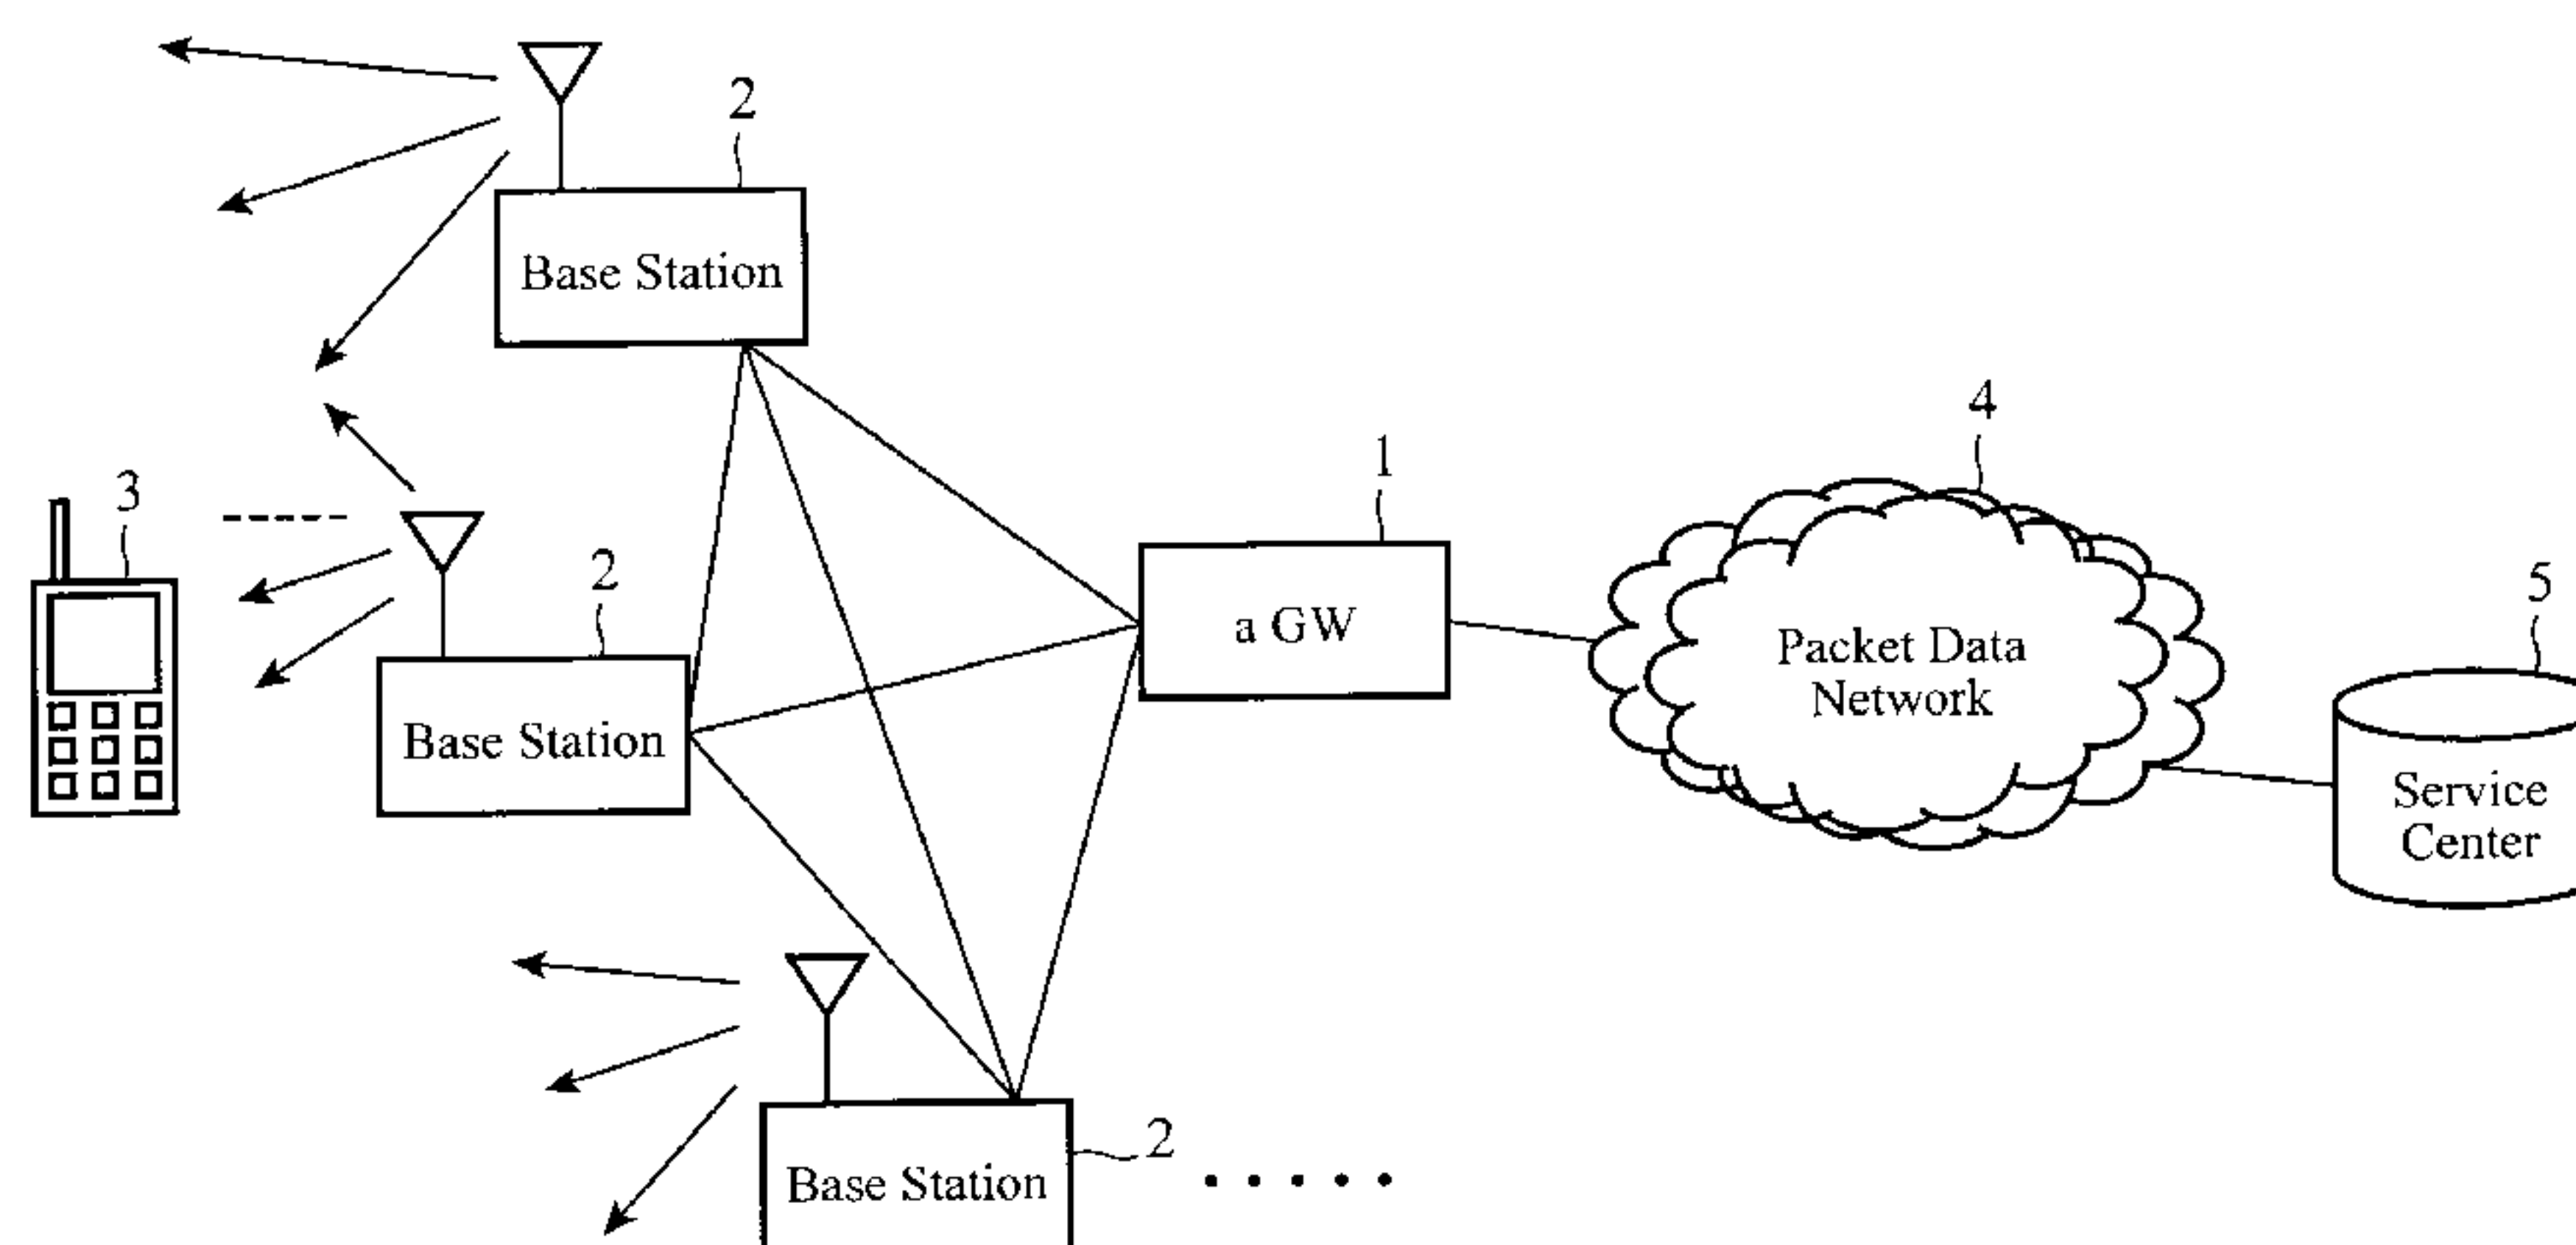 2
Base Station
3
2
Base Station
1
a GW
4
Packet Data
Network
5
Service
Center
2
Base Station